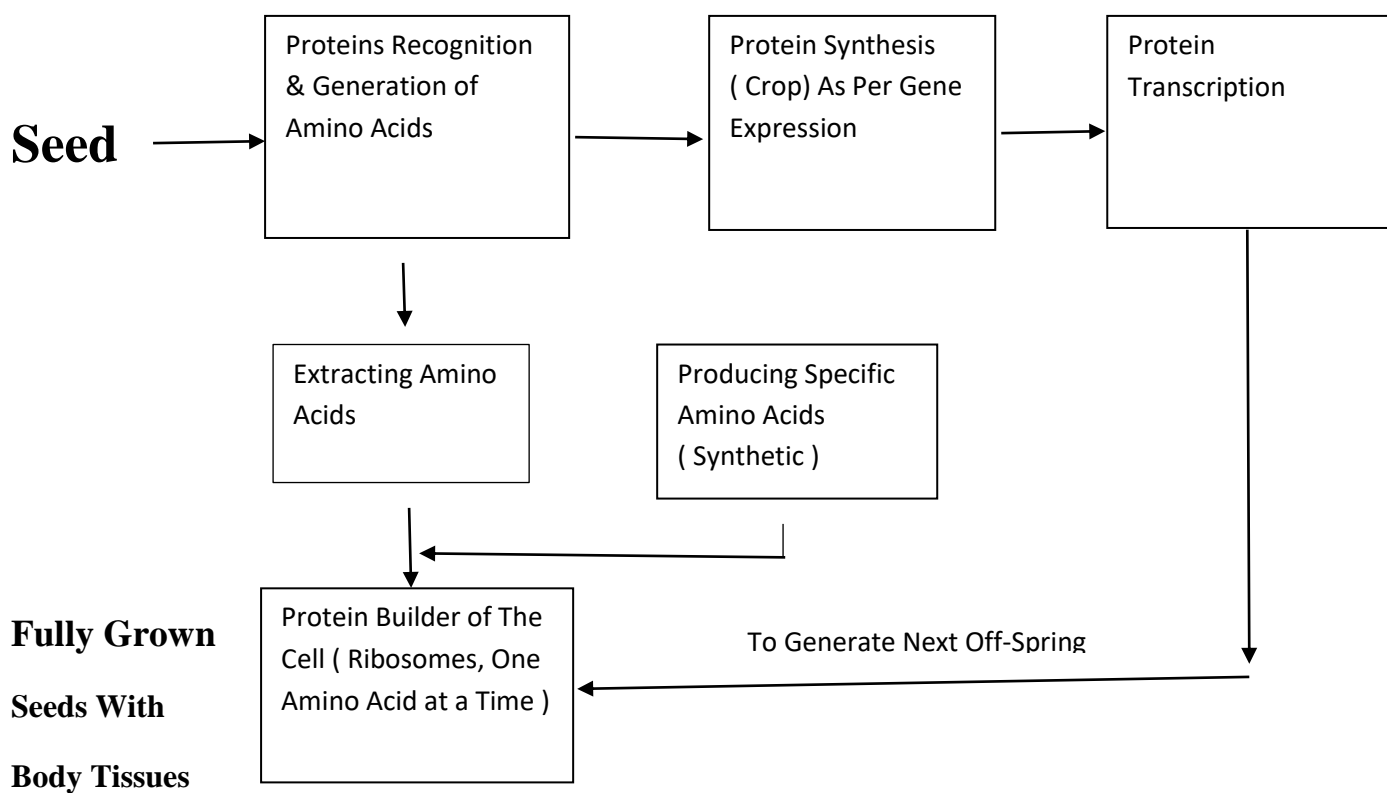 Proteins Recognition
& Generation of
Amino Acids
Protein Synthesis
( Crop) As Per Gene
Expression
Protein
Transcription
Seed
Extracting Amino
Acids
Producing Specific
Amino Acids
( Synthetic )
Protein Builder of The
Cell ( Ribosomes, One
Amino Acid at a Time )
To Generate Next Off-Spring
Fully Grown
Seeds With
Body Tissues